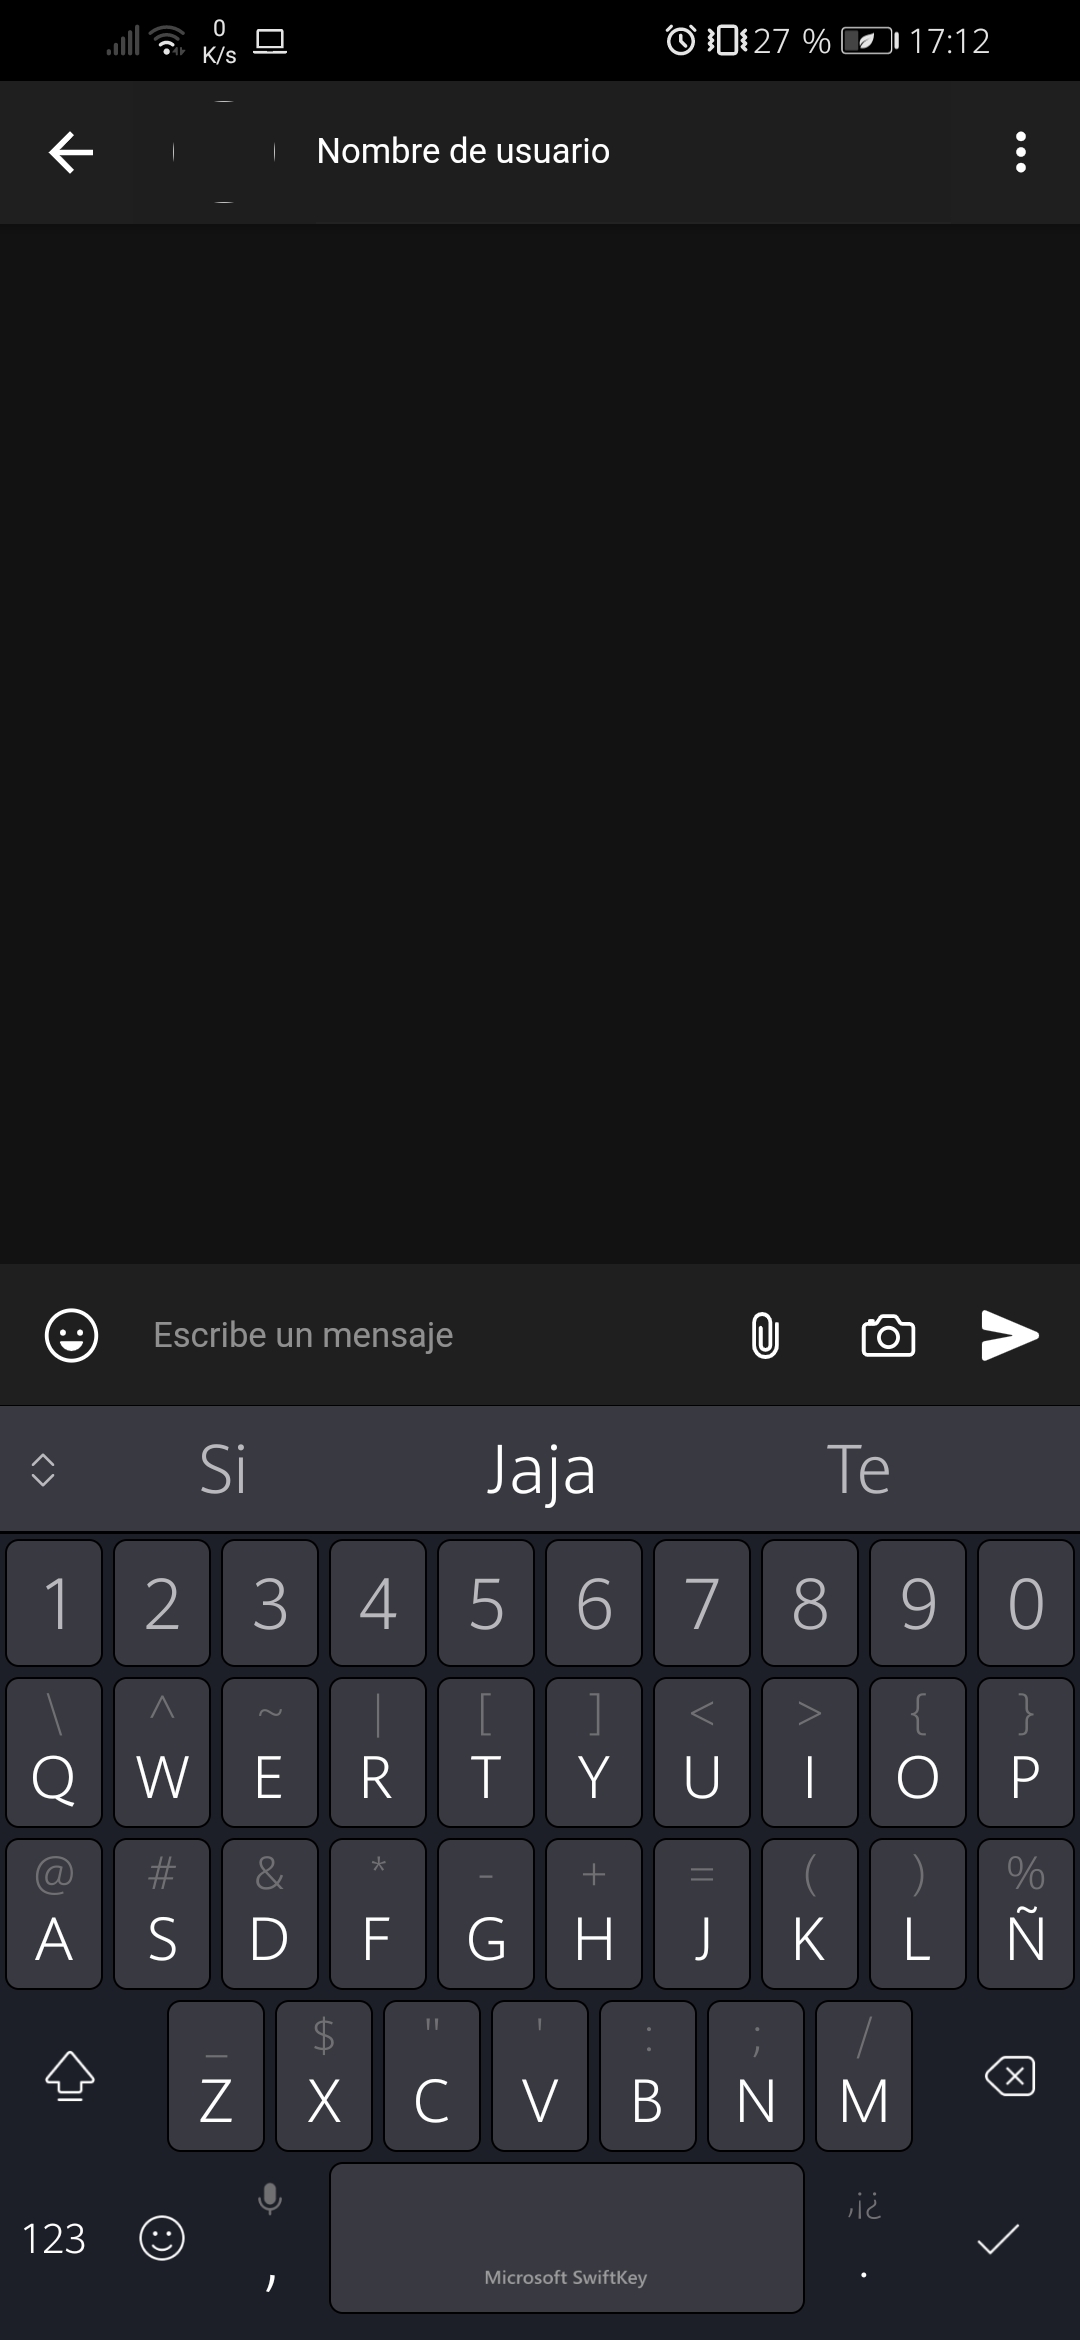 0
K/s
27 % 17:12
Nombre de usuario
Escribe un mensaje
Si Jaja Te
1 2 3 4 5 6 7 8 9 0
\ ^ ~ | [ ] < > { }
Q W E R T Y U I O P
@ # & * - + = ( ) %
A S D F G H J K L Ñ
_ $ " ' : ; /
Z X C V B N M
,¡¿
123 , .
Microsoft SwiftKey